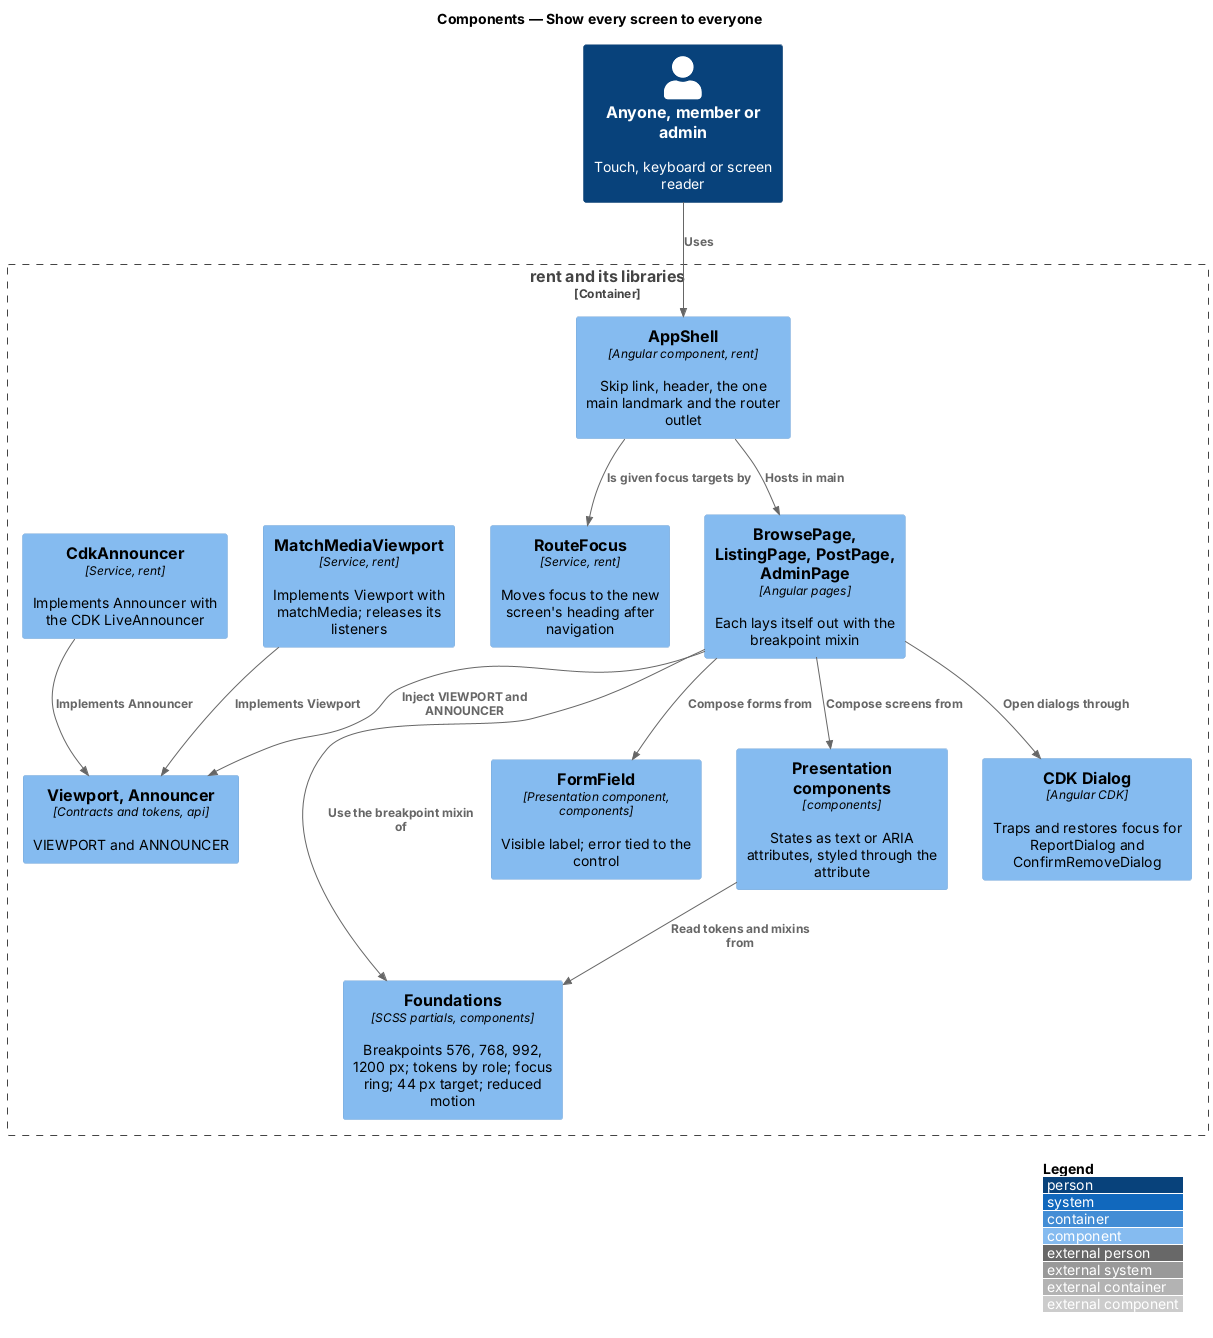 Components — Show every screen to everyone
Anyone, member or
admin
Touch, keyboard or screen
reader
Uses
rent and its libraries
[Container]
AppShell
[Angular component, rent]
Skip link, header, the one
main landmark and the router
outlet
Is given focus targets by
Hosts in main
CdkAnnouncer
[Service, rent]
Implements Announcer with
the CDK LiveAnnouncer
MatchMediaViewport
[Service, rent]
Implements Viewport with
matchMedia; releases its
listeners
RouteFocus
[Service, rent]
Moves focus to the new
screen's heading after
navigation
BrowsePage,
ListingPage, PostPage,
AdminPage
[Angular pages]
Each lays itself out with the
breakpoint mixin
Implements Announcer
Implements Viewport
Inject VIEWPORT and
ANNOUNCER
Compose forms from
Compose screens from
Open dialogs through
Viewport, Announcer
[Contracts and tokens, api]
VIEWPORT and ANNOUNCER
Use the breakpoint mixin
of
FormField
[Presentation component,
components]
Visible label; error tied to the
control
Presentation
components
[components]
States as text or ARIA
attributes, styled through the
attribute
CDK Dialog
[Angular CDK]
Traps and restores focus for
ReportDialog and
ConfirmRemoveDialog
Read tokens and mixins
from
Foundations
[SCSS partials, components]
Breakpoints 576, 768, 992,
1200 px; tokens by role; focus
ring; 44 px target; reduced
motion
Legend
person
system
container
component
external person
external system
external container
external component